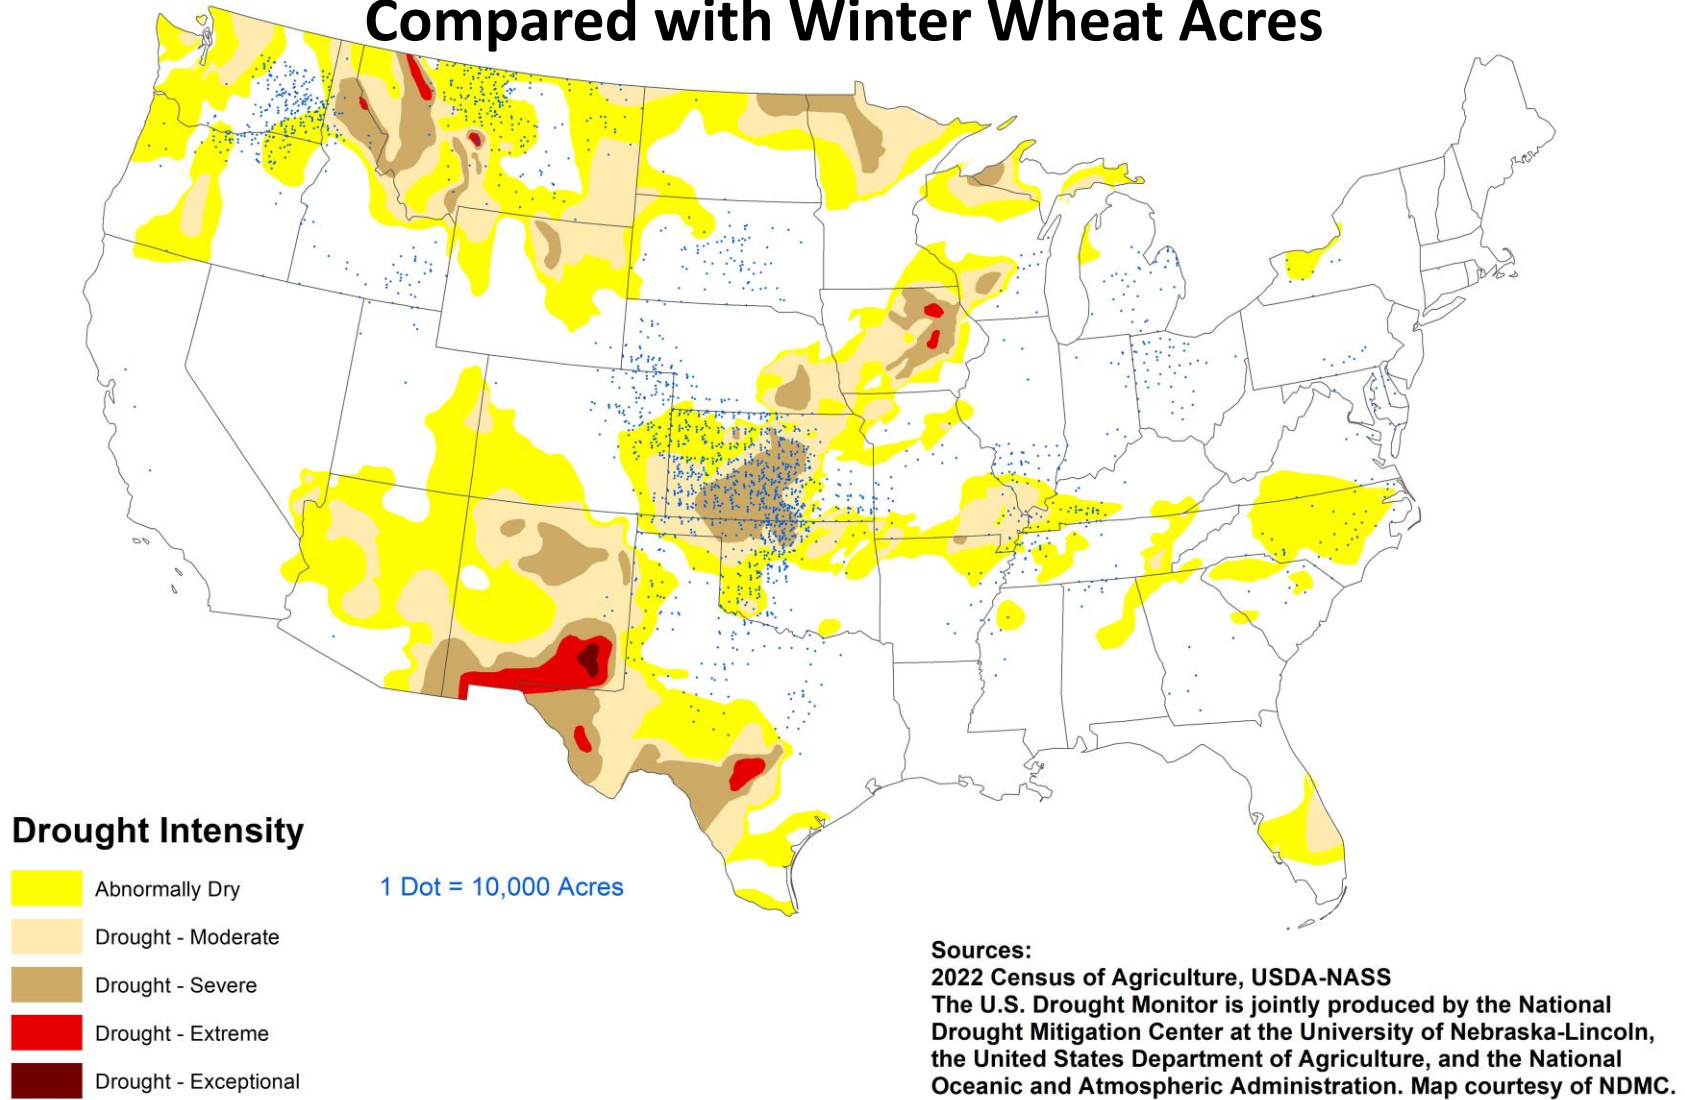 Compared with Winter Wheat Acres
Drought Intensity
Abnormally Dry
Drought - Moderate
Drought - Severe
Drought - Extreme
Drought - Exceptional
1 Dot = 10,000 Acres
Sources:
2022 Census of Agriculture, USDA-NASS
The U.S. Drought Monitor is jointly produced by the National
Drought Mitigation Center at the University of Nebraska-Lincoln,
the United States Department of Agriculture, and the National
Oceanic and Atmospheric Administration. Map courtesy of NDMC.